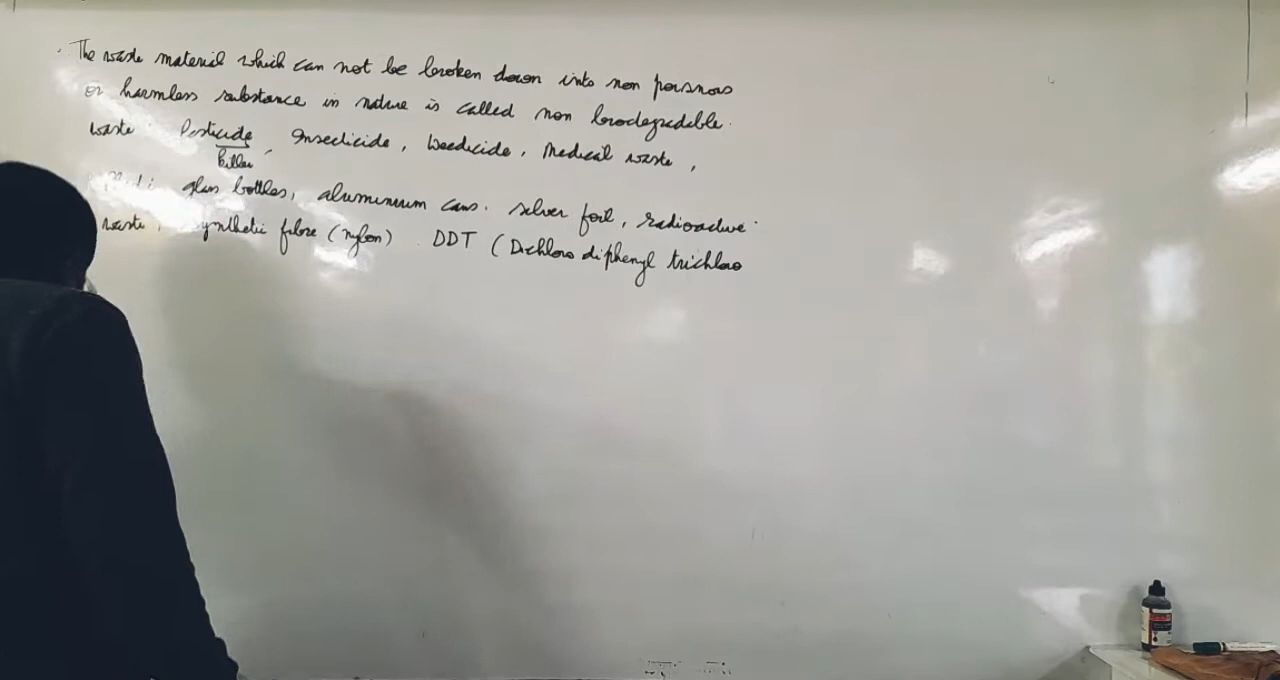 The waste material which can not be broken down into non poisnous
or harmless substance in nature is called non biodegradable.
waste Pesticide, Insecticide, Weedicide, Medical waste,
killer
glass bottles, aluminium cans. silver foil, radioactive
waste, synthetic fibre (nylon) DDT (Dichloro diphenyl trichloro